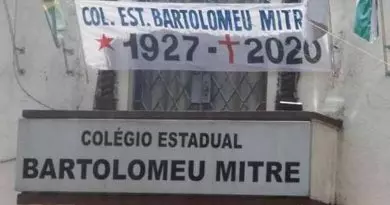 COL. EST. BARTOLOMEU MITR
★ 1927 - ✝ 2020
COLÉGIO ESTADUAL
BARTOLOMEU MITRE